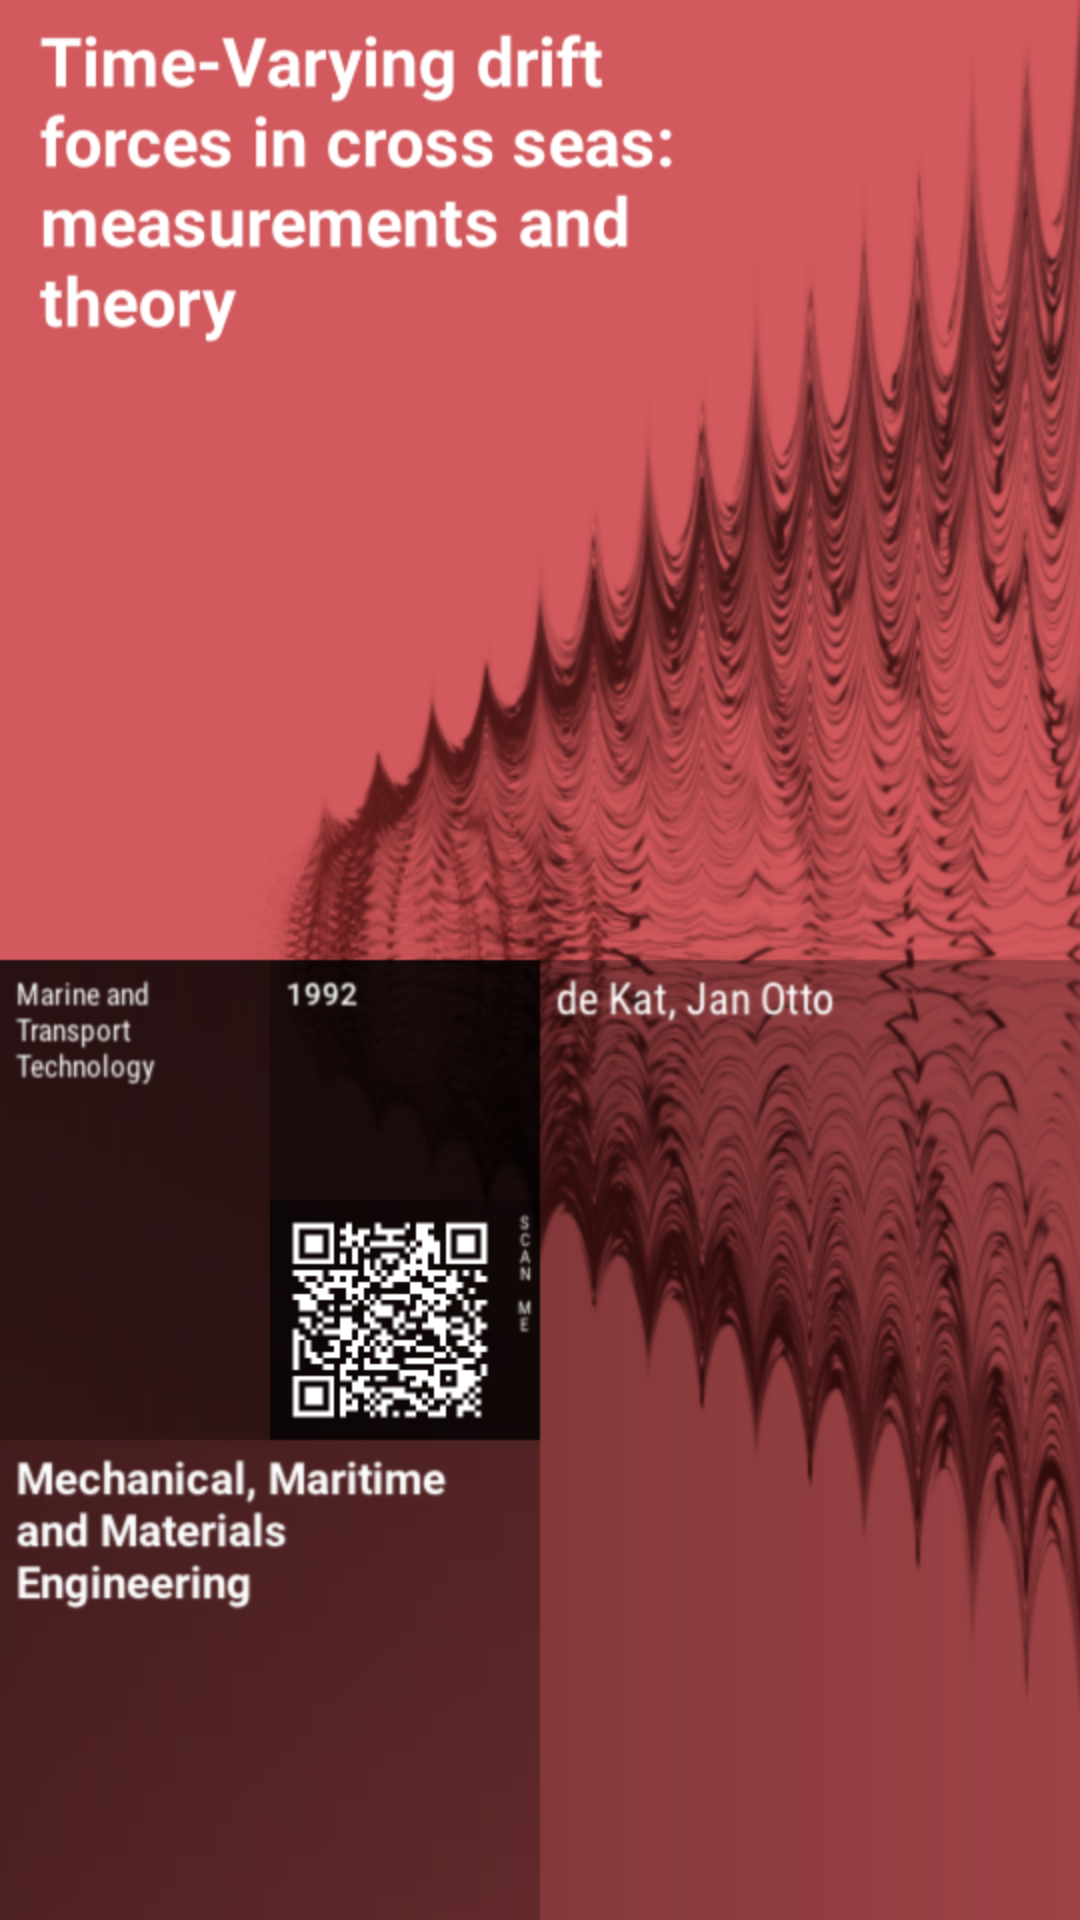 Time-Varying drift
forces in cross seas:
measurements and
theory
Marine and
Transport
Technology
1992
de Kat, Jan Otto
SCAN ME
Mechanical, Maritime
and Materials
Engineering